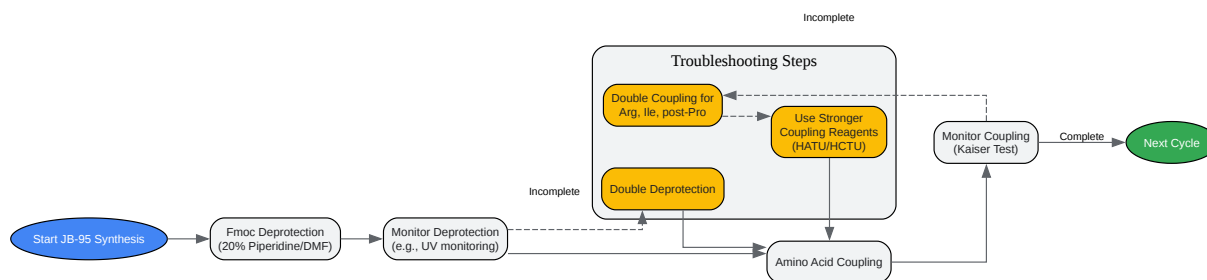 Incomplete
Troubleshooting Steps
Double Coupling for
Arg, Ile, post-Pro
Use Stronger
Coupling Reagents
(HATU/HCTU)
Monitor Coupling
(Kaiser Test)
Complete
Next Cycle
Incomplete
Double Deprotection
Start JB-95 Synthesis
Fmoc Deprotection
(20% Piperidine/DMF)
Monitor Deprotection
(e.g., UV monitoring)
Amino Acid Coupling